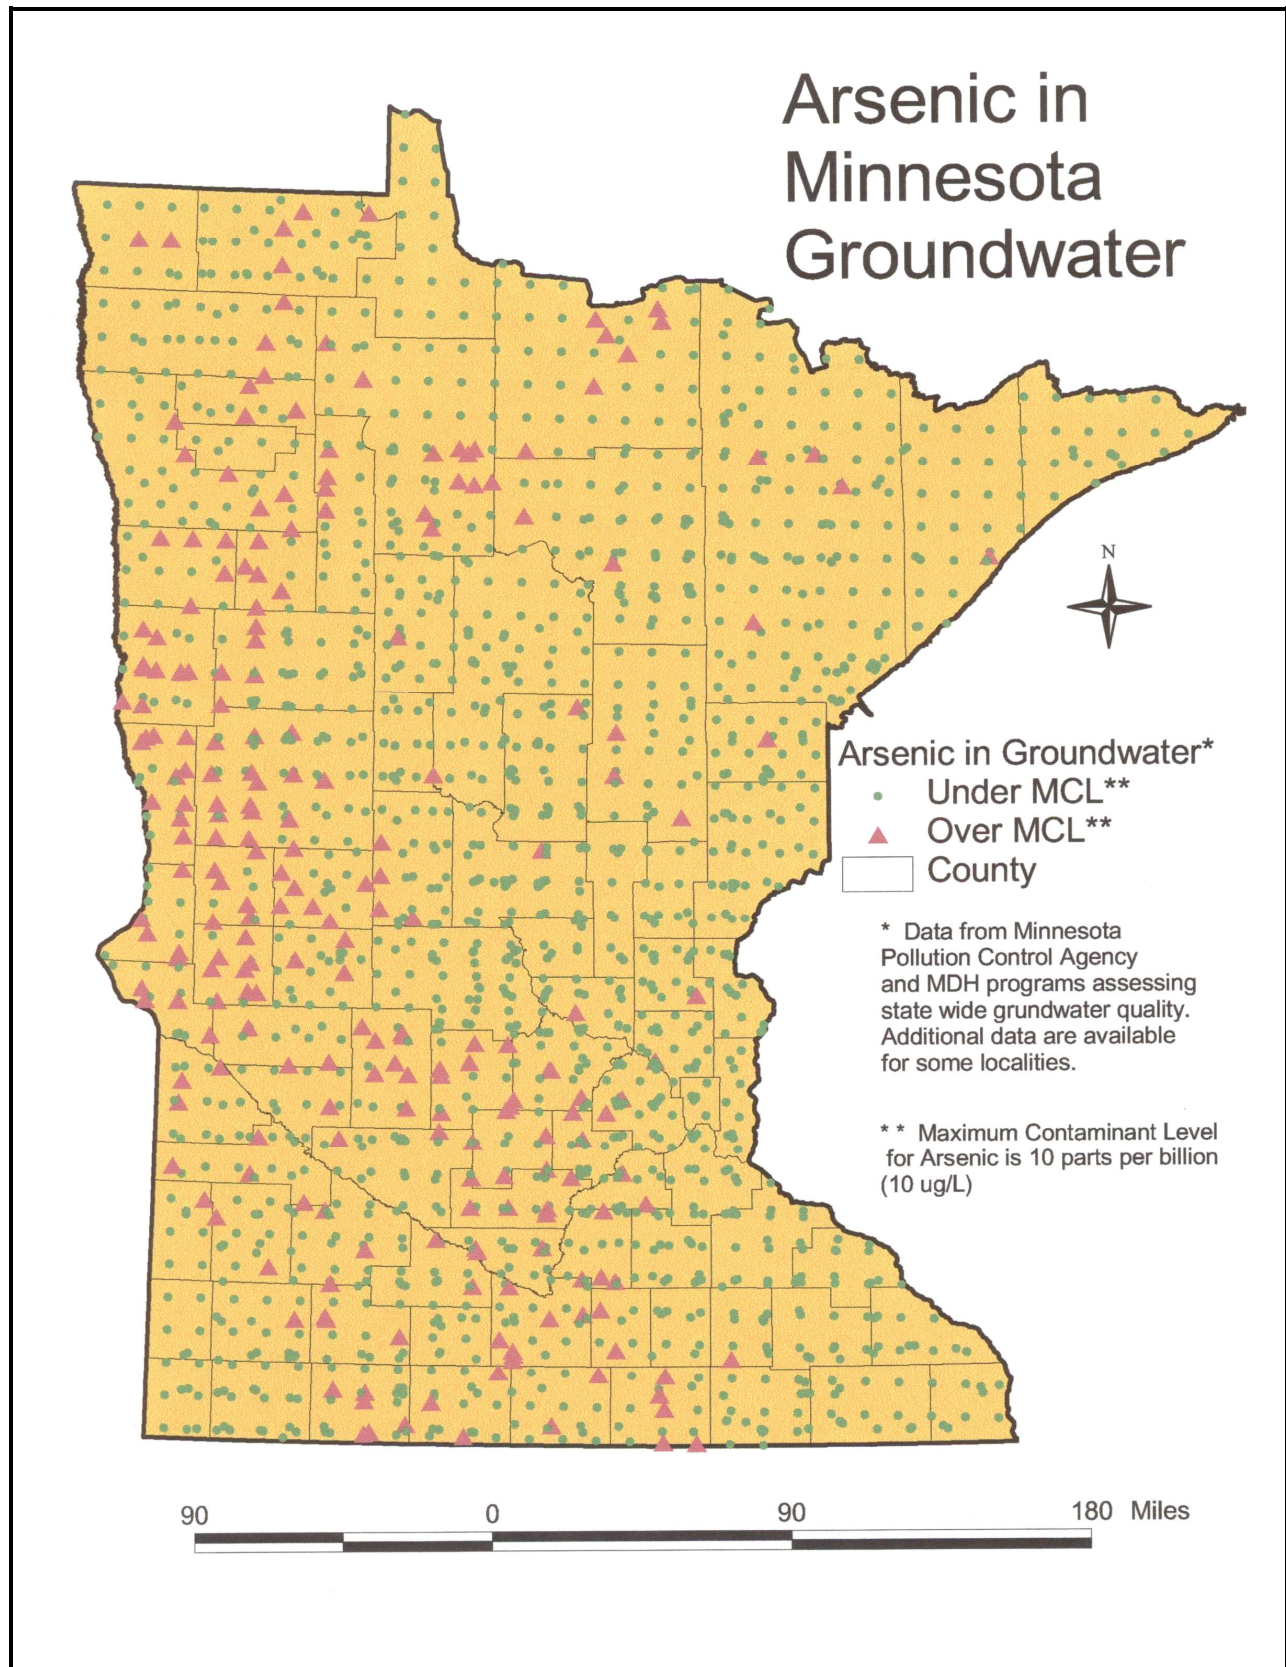 Arsenic in
Minnesota
Groundwater
N
Arsenic in Groundwater*
Under MCL**
Over MCL**
County
* Data from Minnesota
Pollution Control Agency
and MDH programs assessing
state wide grundwater quality.
Additional data are available
for some localities.
* * Maximum Contaminant Level
for Arsenic is 10 parts per billion
(10 ug/L)
90 0 90 180 Miles